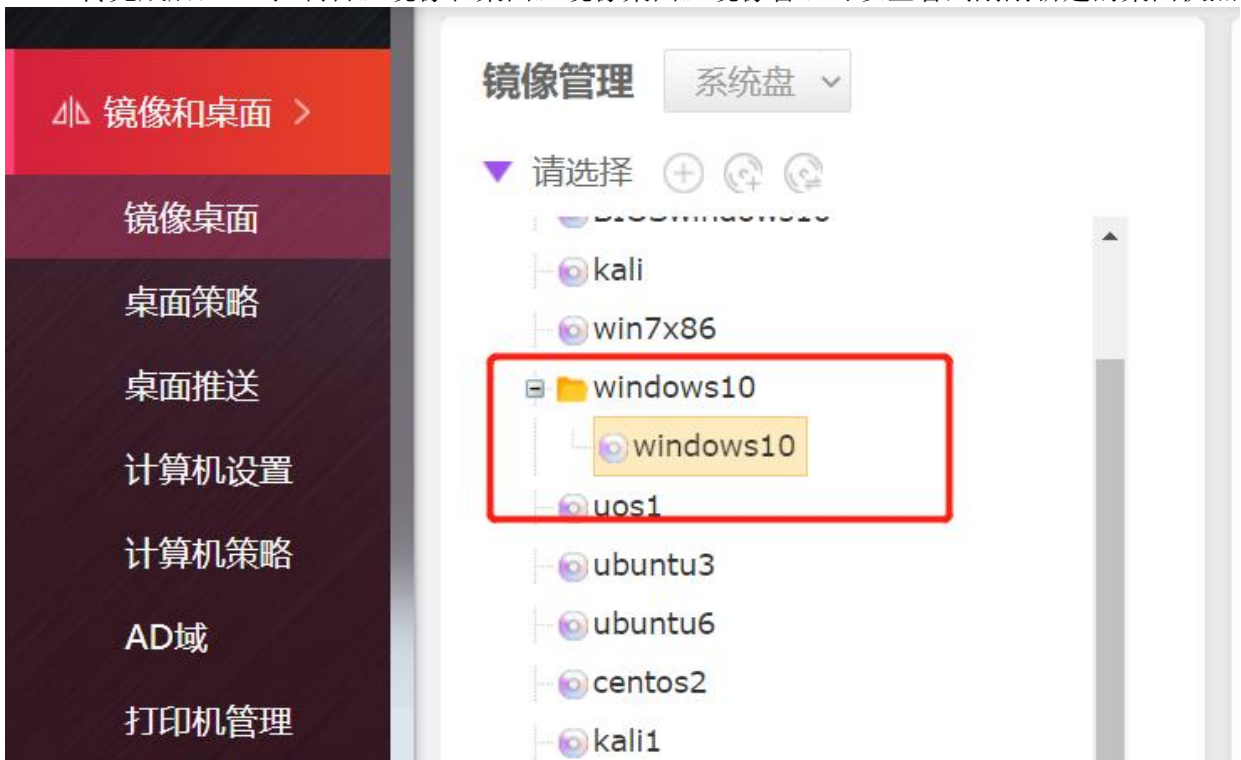 镜像和桌面
镜像桌面
桌面策略
桌面推送
计算机设置
计算机策略
AD域
打印机管理
镜像管理 系统盘
请选择
kali
win7x86
windows10
windows10
uos1
ubuntu3
ubuntu6
centos2
kali1